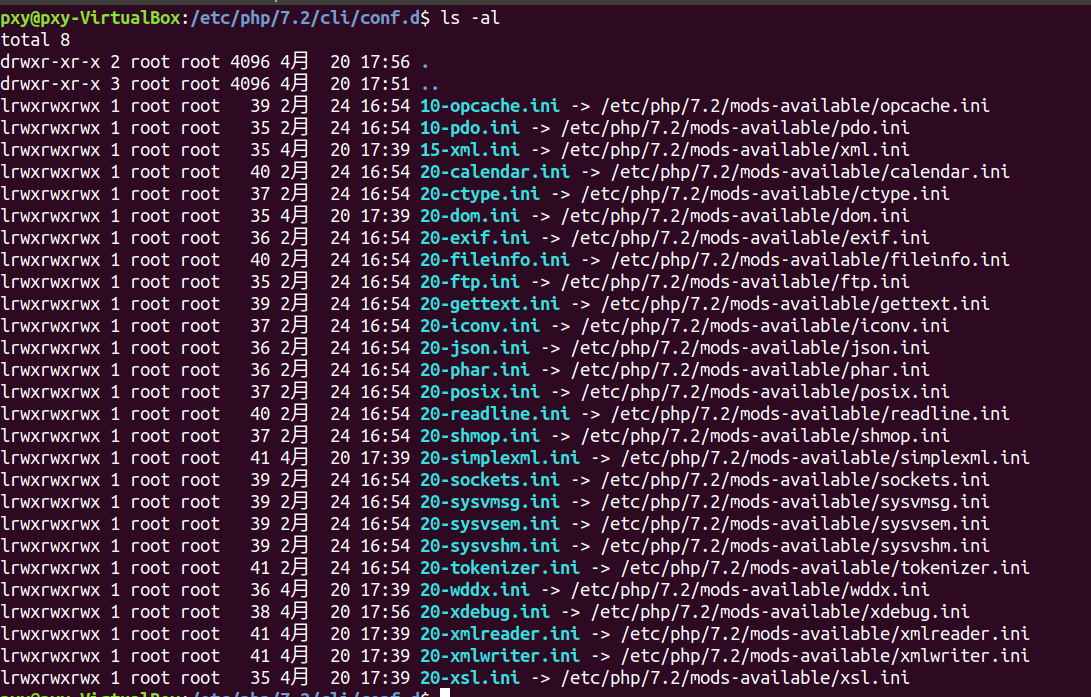 pxy@pxy-VirtualBox:/etc/php/7.2/cli/conf.d$ ls -al
total 8
drwxr-xr-x 2 root root 4096 4月  20 17:56 .
drwxr-xr-x 3 root root 4096 4月  20 17:51 ..
lrwxrwxrwx 1 root root   39 2月  24 16:54 10-opcache.ini -> /etc/php/7.2/mods-available/opcache.ini
lrwxrwxrwx 1 root root   35 2月  24 16:54 10-pdo.ini -> /etc/php/7.2/mods-available/pdo.ini
lrwxrwxrwx 1 root root   35 4月  20 17:39 15-xml.ini -> /etc/php/7.2/mods-available/xml.ini
lrwxrwxrwx 1 root root   40 2月  24 16:54 20-calendar.ini -> /etc/php/7.2/mods-available/calendar.ini
lrwxrwxrwx 1 root root   37 2月  24 16:54 20-ctype.ini -> /etc/php/7.2/mods-available/ctype.ini
lrwxrwxrwx 1 root root   35 4月  20 17:39 20-dom.ini -> /etc/php/7.2/mods-available/dom.ini
lrwxrwxrwx 1 root root   36 2月  24 16:54 20-exif.ini -> /etc/php/7.2/mods-available/exif.ini
lrwxrwxrwx 1 root root   40 2月  24 16:54 20-fileinfo.ini -> /etc/php/7.2/mods-available/fileinfo.ini
lrwxrwxrwx 1 root root   35 2月  24 16:54 20-ftp.ini -> /etc/php/7.2/mods-available/ftp.ini
lrwxrwxrwx 1 root root   39 2月  24 16:54 20-gettext.ini -> /etc/php/7.2/mods-available/gettext.ini
lrwxrwxrwx 1 root root   37 2月  24 16:54 20-iconv.ini -> /etc/php/7.2/mods-available/iconv.ini
lrwxrwxrwx 1 root root   36 2月  24 16:54 20-json.ini -> /etc/php/7.2/mods-available/json.ini
lrwxrwxrwx 1 root root   36 2月  24 16:54 20-phar.ini -> /etc/php/7.2/mods-available/phar.ini
lrwxrwxrwx 1 root root   37 2月  24 16:54 20-posix.ini -> /etc/php/7.2/mods-available/posix.ini
lrwxrwxrwx 1 root root   40 2月  24 16:54 20-readline.ini -> /etc/php/7.2/mods-available/readline.ini
lrwxrwxrwx 1 root root   37 2月  24 16:54 20-shmop.ini -> /etc/php/7.2/mods-available/shmop.ini
lrwxrwxrwx 1 root root   41 4月  20 17:39 20-simplexml.ini -> /etc/php/7.2/mods-available/simplexml.ini
lrwxrwxrwx 1 root root   39 2月  24 16:54 20-sockets.ini -> /etc/php/7.2/mods-available/sockets.ini
lrwxrwxrwx 1 root root   39 2月  24 16:54 20-sysvmsg.ini -> /etc/php/7.2/mods-available/sysvmsg.ini
lrwxrwxrwx 1 root root   39 2月  24 16:54 20-sysvsem.ini -> /etc/php/7.2/mods-available/sysvsem.ini
lrwxrwxrwx 1 root root   39 2月  24 16:54 20-sysvshm.ini -> /etc/php/7.2/mods-available/sysvshm.ini
lrwxrwxrwx 1 root root   41 2月  24 16:54 20-tokenizer.ini -> /etc/php/7.2/mods-available/tokenizer.ini
lrwxrwxrwx 1 root root   36 4月  20 17:39 20-wddx.ini -> /etc/php/7.2/mods-available/wddx.ini
lrwxrwxrwx 1 root root   38 4月  20 17:56 20-xdebug.ini -> /etc/php/7.2/mods-available/xdebug.ini
lrwxrwxrwx 1 root root   41 4月  20 17:39 20-xmlreader.ini -> /etc/php/7.2/mods-available/xmlreader.ini
lrwxrwxrwx 1 root root   41 4月  20 17:39 20-xmlwriter.ini -> /etc/php/7.2/mods-available/xmlwriter.ini
lrwxrwxrwx 1 root root   35 4月  20 17:39 20-xsl.ini -> /etc/php/7.2/mods-available/xsl.ini
pxy@pxy-VirtualBox:/etc/php/7.2/cli/conf.d$